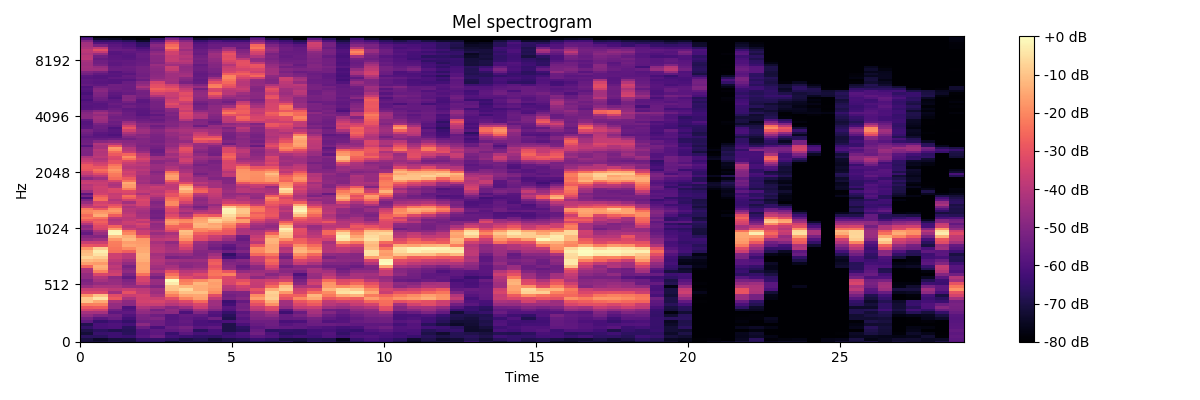 Mel spectrogram
8192
4096
2048
1024
512
0
Hz
0 5 10 15 20 25
Time
+0 dB
-10 dB
-20 dB
-30 dB
-40 dB
-50 dB
-60 dB
-70 dB
-80 dB